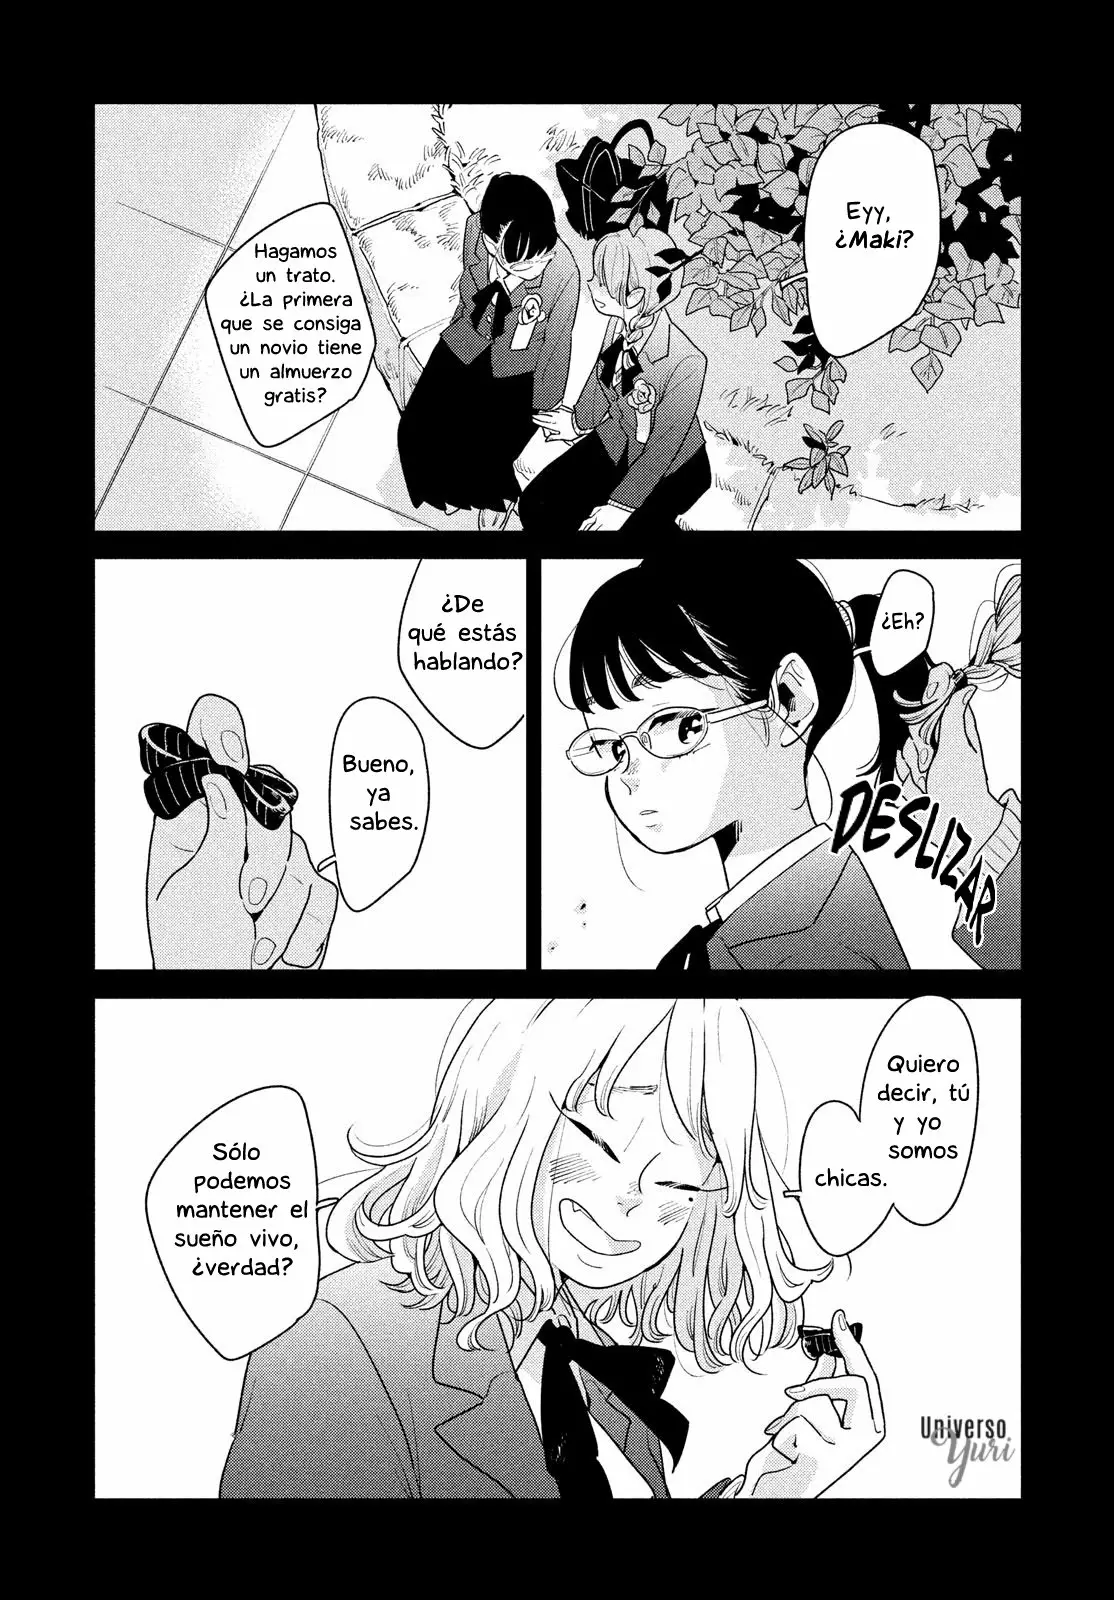 Eyy,
¿Maki?
Hagamos
un trato.
¿La primera
que se consiga
un novio tiene
un almuerzo
gratis?
¿Eh?
DESLIZAR
¿De
qué estás
hablando?
Bueno,
ya
sabes.
Quiero
decir, tú
y yo
somos
chicas.
Sólo
podemos
mantener el
sueño vivo,
¿verdad?
Universo
Yuri